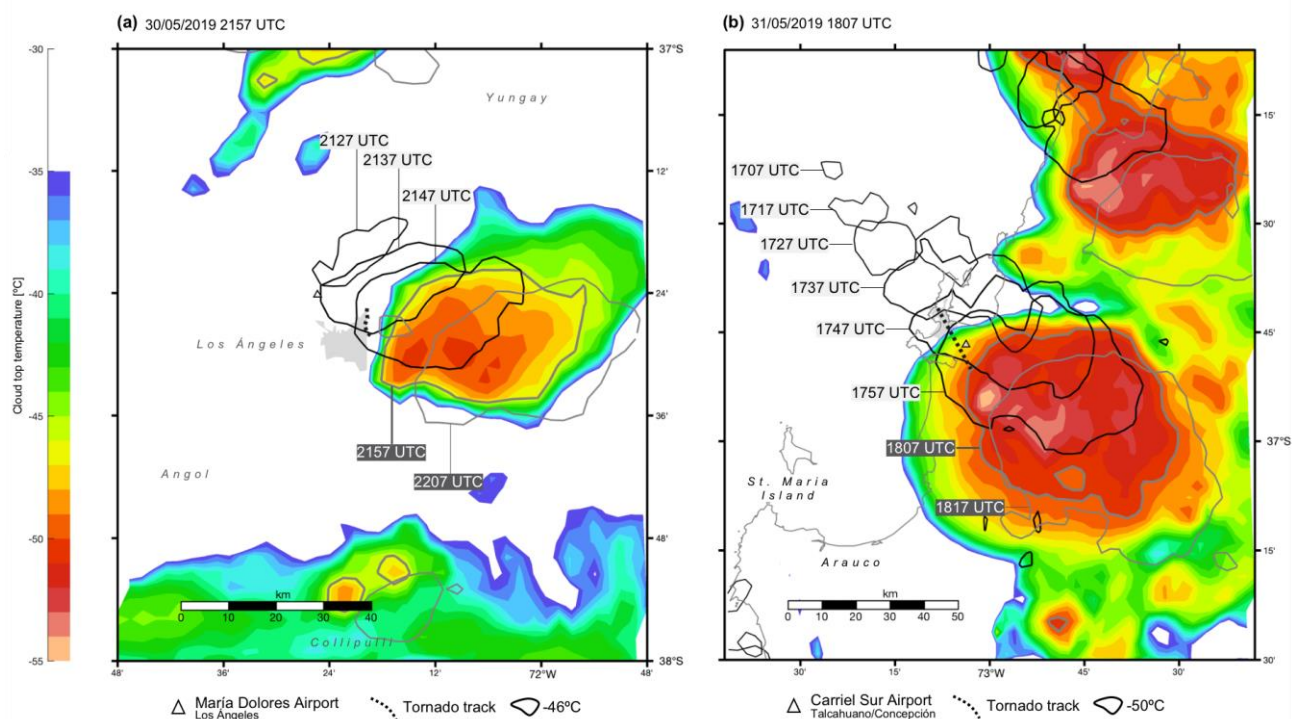 (a) 30/05/2019 2157 UTC
(b) 31/05/2019 1807 UTC
-30
-35
-40
-45
-50
-55
Cloud top temperature [ºC]
37°S
12'
24'
36'
48'
38°S
48'
36'
24'
12'
72°W
48'
Yungay
2127 UTC
2137 UTC
2147 UTC
Los Ángeles
2157 UTC
2207 UTC
Angol
km
0 10 20 30 40
Collipulli
María Dolores Airport
Los Ángeles
Tornado track
-46ºC
15'
30'
45'
37°S
15'
30'
30'
15'
73°W
45'
30'
1707 UTC
1717 UTC
1727 UTC
1737 UTC
1747 UTC
1757 UTC
1807 UTC
1817 UTC
St. Maria
Island
Arauco
km
0 10 20 30 40 50
Carriel Sur Airport
Talcahuano/Concepción
Tornado track
-50ºC